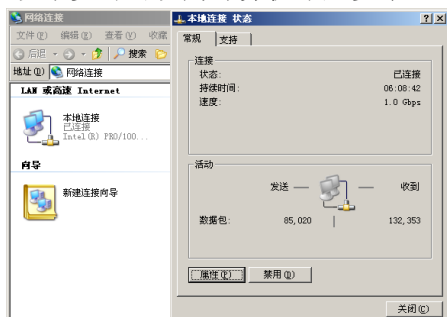 网络连接
文件(F) 编辑(E) 查看(V) 收藏
后退 搜索
地址(D) 网络连接
LAN 或高速 Internet
本地连接
已连接
Intel(R) PRO/100...
向导
新建连接向导
本地连接 状态
常规 支持
连接
状态: 已连接
持续时间: 06:08:42
速度: 1.0 Gbps
活动
发送 — — 收到
数据包: 85,020 | 132,353
属性(P) 禁用(D)
关闭(C)